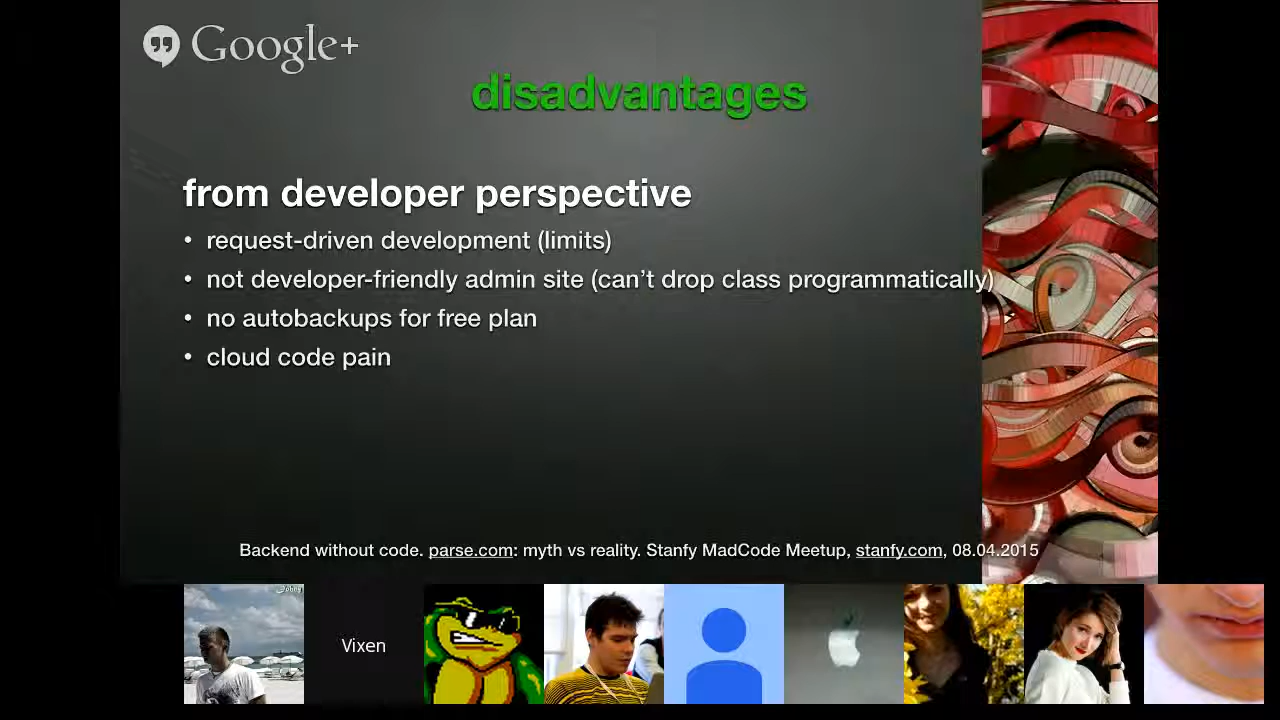 Google+
disadvantages
from developer perspective
• request-driven development (limits)
• not developer-friendly admin site (can't drop class programmatically)
• no autobackups for free plan
• cloud code pain
Backend without code. parse.com: myth vs reality. Stanfy MadCode Meetup, stanfy.com, 08.04.2015
Vixen